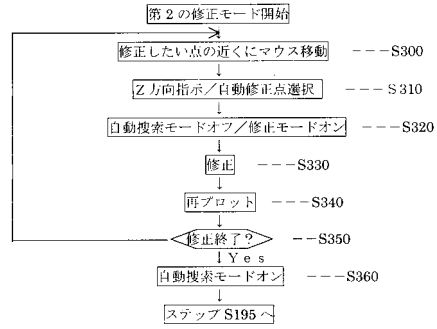 第2の修正モード開始
修正したい点の近くにマウス移動 ---S300
Z方向指示/自動修正点選択 ---S310
自動捜索モードオフ/修正モードオン ---S320
修正 ---S330
再プロット ---S340
修正終了? ---S350
Yes
自動捜索モードオン ---S360
ステップS195へ